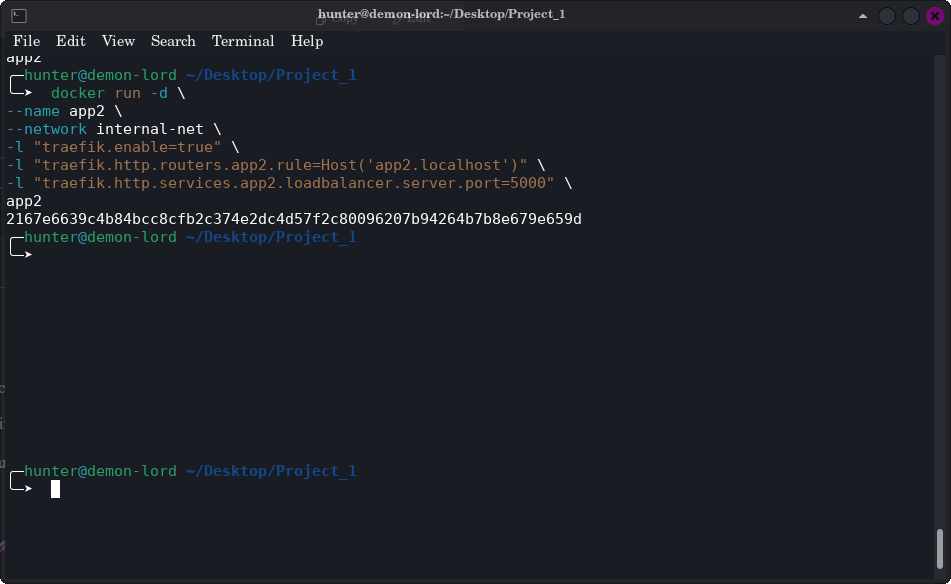 hunter@demon-lord:~/Desktop/Project_1
File Edit View Search Terminal Help
app2
hunter@demon-lord ~/Desktop/Project_1
docker run -d \
--name app2 \
--network internal-net \
-l "traefik.enable=true" \
-l "traefik.http.routers.app2.rule=Host('app2.localhost')" \
-l "traefik.http.services.app2.loadbalancer.server.port=5000" \
app2
2167e6639c4b84bcc8cfb2c374e2dc4d57f2c80096207b94264b7b8e679e659d
hunter@demon-lord ~/Desktop/Project_1
hunter@demon-lord ~/Desktop/Project_1